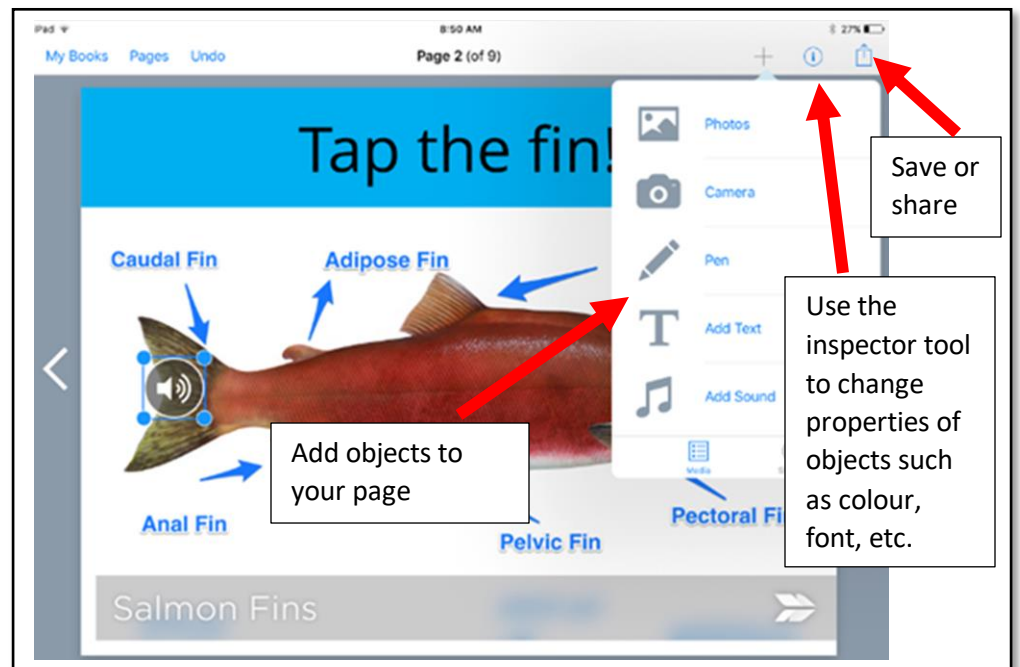 iPad
8:50 AM
27%
My Books Pages Undo
Page 2 (of 9)
Tap the fin!
Photos
Camera
Pen
Add Text
Add Sound
Media
Save or
share
Use the
inspector tool
to change
properties of
objects such
as colour,
font, etc.
Caudal Fin
Adipose Fin
Add objects to
your page
Anal Fin
Pelvic Fin
Pectoral Fi
Salmon Fins